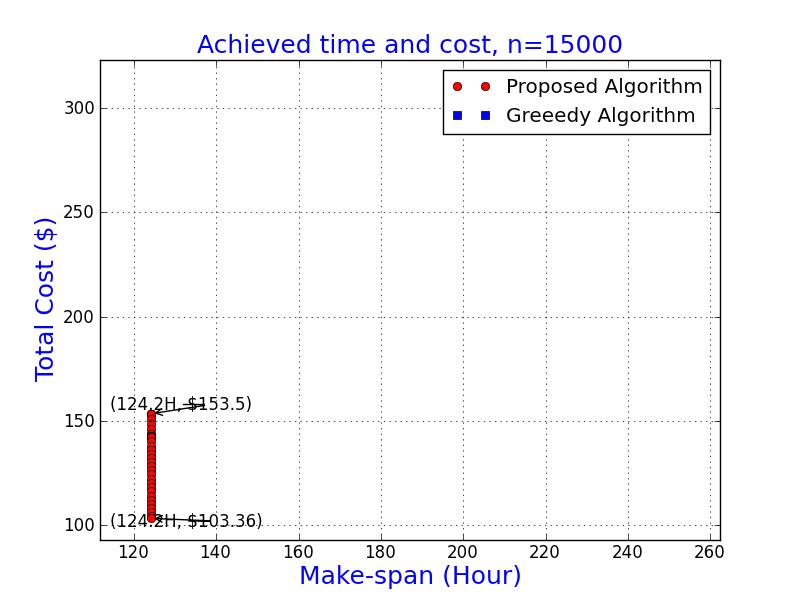 Achieved time and cost, n=15000
Proposed Algorithm
Greeedy Algorithm
Total Cost ($)
300
250
200
150
100
(124.2H, $153.5)
(124.2H, $103.36)
120 140 160 180 200 220 240 260
Make-span (Hour)